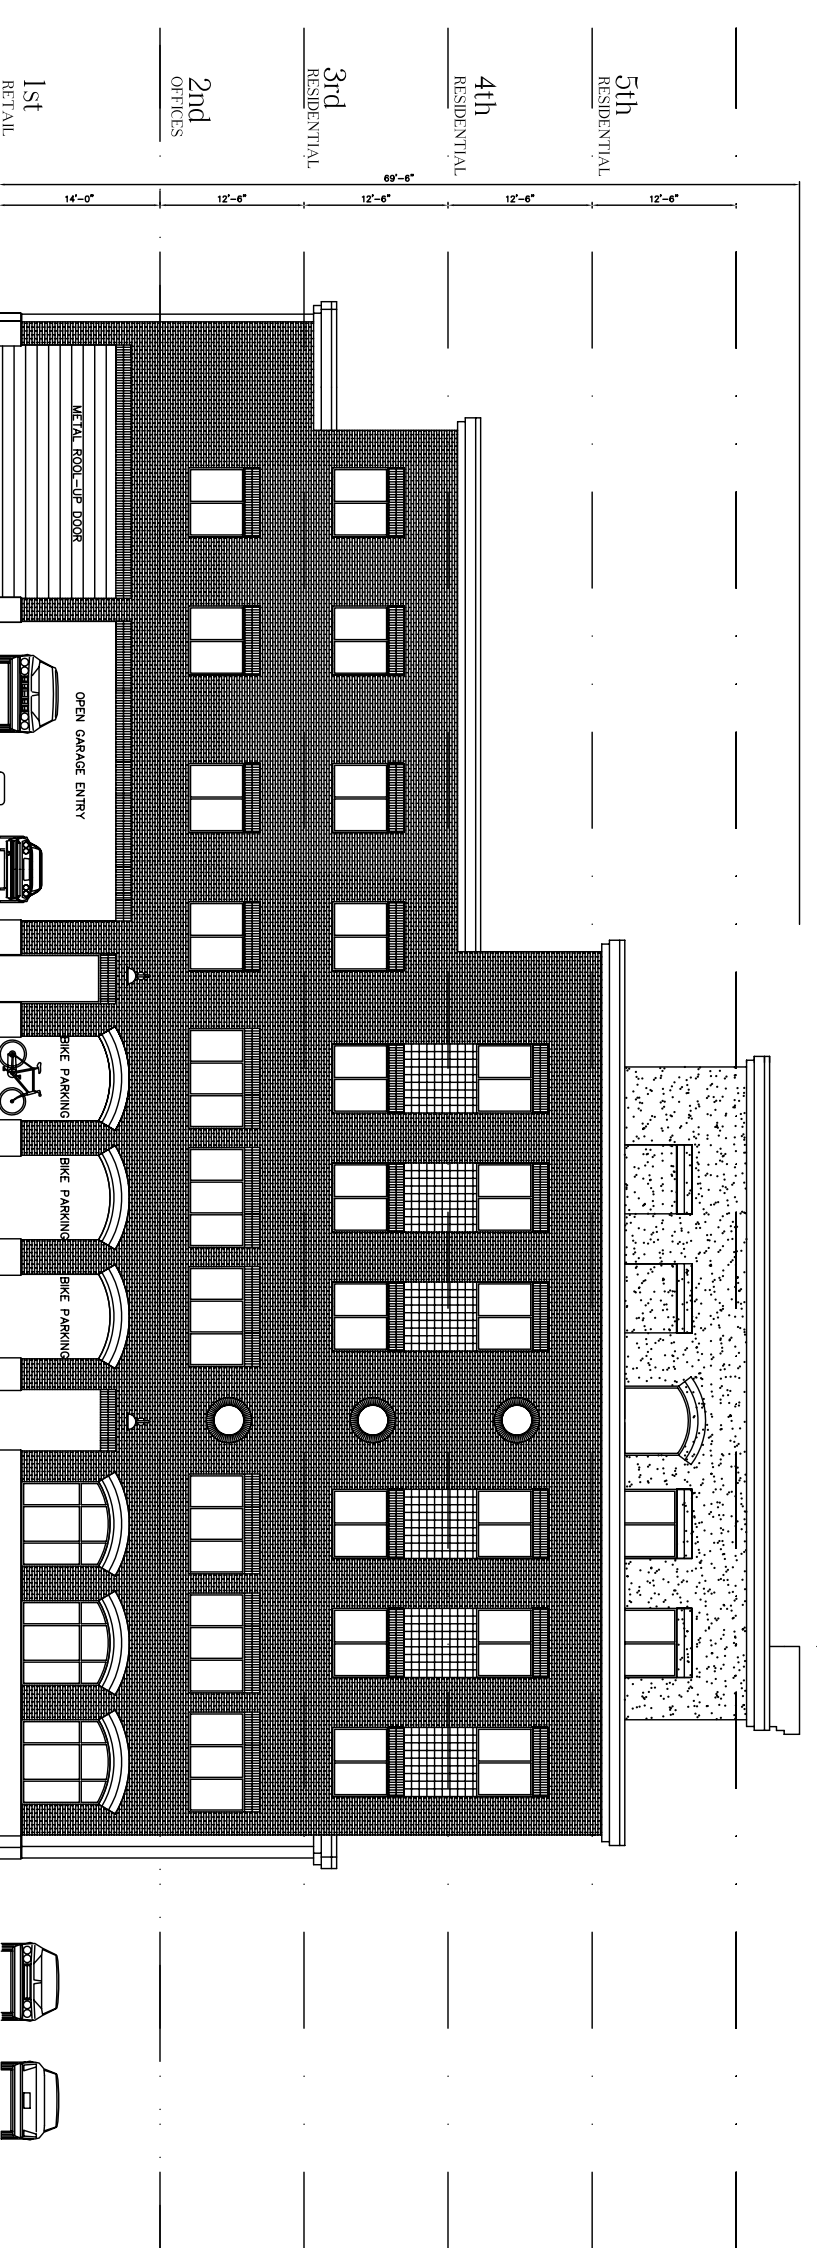 5th
RESIDENTIAL
4th
RESIDENTIAL
3rd
RESIDENTIAL
2nd
OFFICES
1st
RETAIL
69'-6"
12'-6"
12'-6"
12'-6"
12'-6"
14'-0"
METAL ROOL-UP DOOR
OPEN GARAGE ENTRY
BIKE PARKING
BIKE PARKING
BIKE PARKING